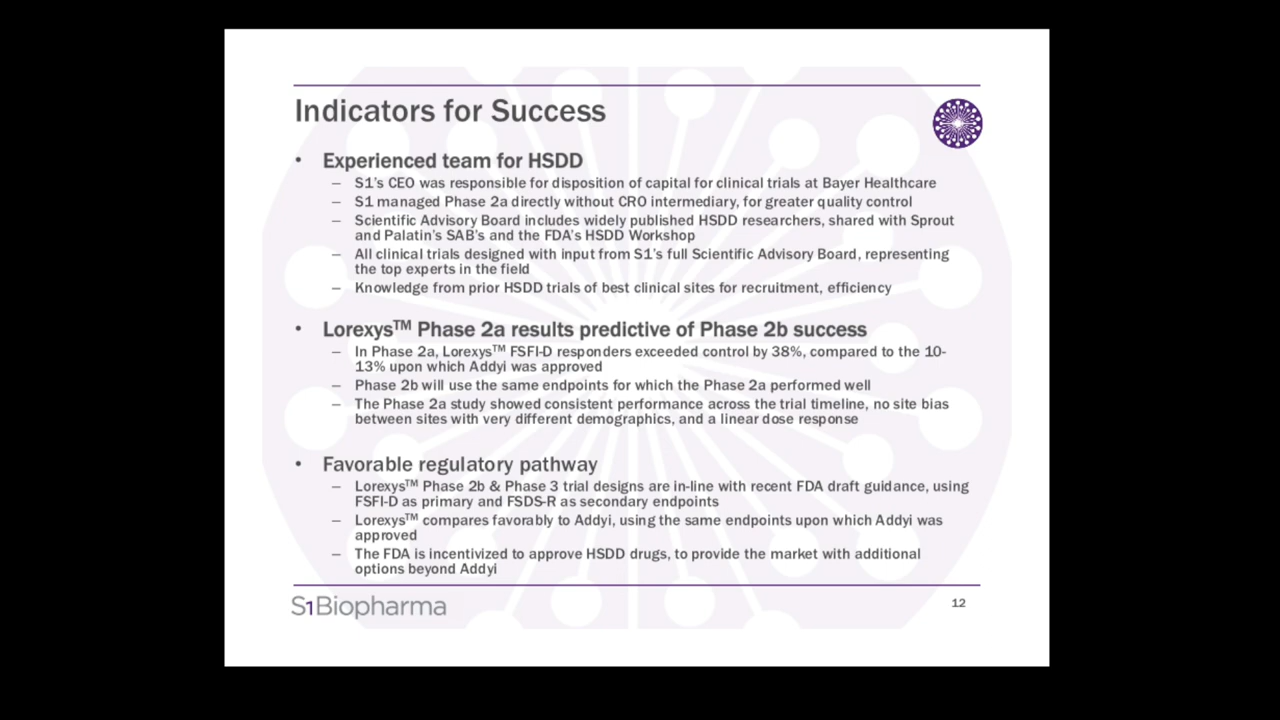 Indicators for Success
• Experienced team for HSDD
– S1's CEO was responsible for disposition of capital for clinical trials at Bayer Healthcare
– S1 managed Phase 2a directly without CRO intermediary, for greater quality control
– Scientific Advisory Board includes widely published HSDD researchers, shared with Sprout
and Palatin's SAB's and the FDA's HSDD Workshop
– All clinical trials designed with input from S1's full Scientific Advisory Board, representing
the top experts in the field
– Knowledge from prior HSDD trials of best clinical sites for recruitment, efficiency
• Lorexys™ Phase 2a results predictive of Phase 2b success
– In Phase 2a, Lorexys™ FSFI-D responders exceeded control by 38%, compared to the 10-
13% upon which Addyi was approved
– Phase 2b will use the same endpoints for which the Phase 2a performed well
– The Phase 2a study showed consistent performance across the trial timeline, no site bias
between sites with very different demographics, and a linear dose response
• Favorable regulatory pathway
– Lorexys™ Phase 2b & Phase 3 trial designs are in-line with recent FDA draft guidance, using
FSFI-D as primary and FSDS-R as secondary endpoints
– Lorexys™ compares favorably to Addyi, using the same endpoints upon which Addyi was
approved
– The FDA is incentivized to approve HSDD drugs, to provide the market with additional
options beyond Addyi
S1Biopharma
12